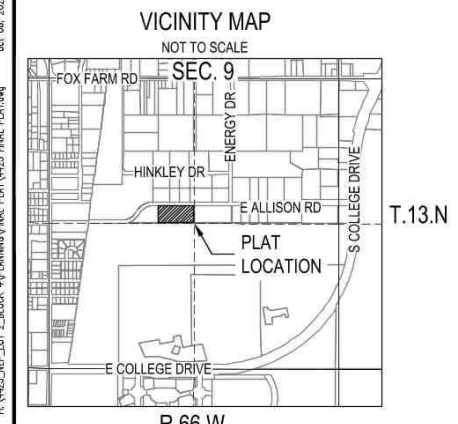 VICINITY MAP
NOT TO SCALE
SEC. 9
FOX FARM RD
ENERGY DR
HINKLEY DR
E ALLISON RD
S COLLEGE DRIVE
T.13.N
PLAT
LOCATION
E COLLEGE DRIVE
R.66.W